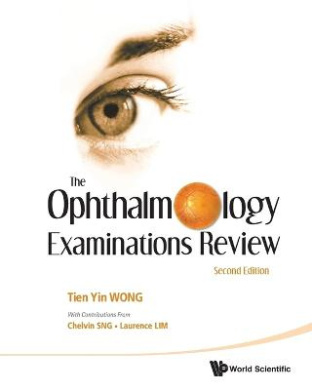 The
Ophthalmology
Examinations Review
Second Edition
Tien Yin WONG
With Contributions From
Chelvin SNG • Laurence LIM
World Scientific